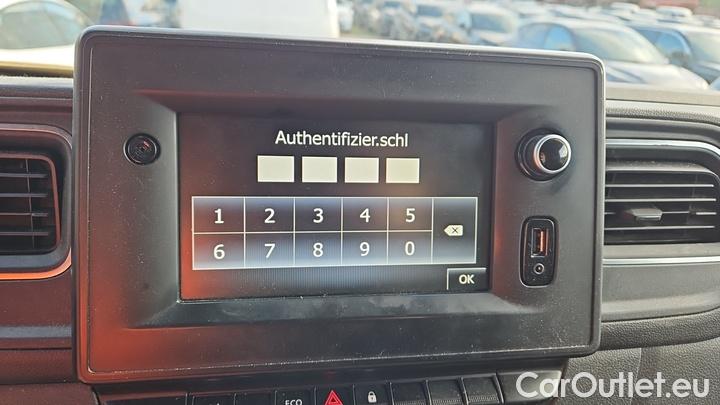 Authentifizier.schl
1 2 3 4 5
6 7 8 9 0
OK
ECO
CarOutlet.eu